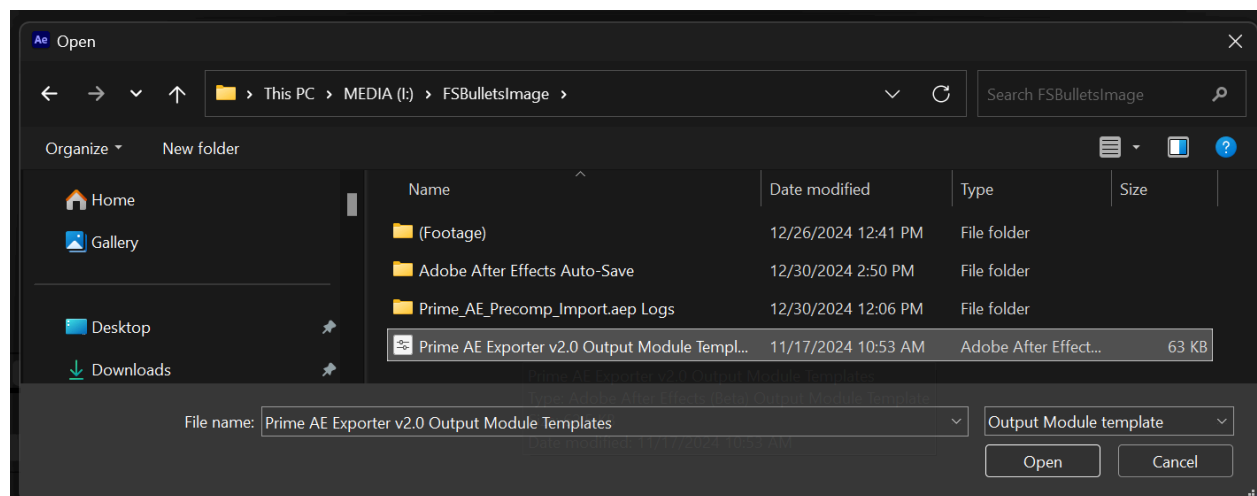 Ae Open
This PC > MEDIA (I:) > FSBulletsImage >
Search FSBulletsImage
Organize
New folder
Home
Gallery
Desktop
Downloads
Name Date modified Type Size
(Footage) 12/26/2024 12:41 PM File folder
Adobe After Effects Auto-Save 12/30/2024 2:50 PM File folder
Prime_AE_Precomp_Import.aep Logs 12/30/2024 12:06 PM File folder
Prime AE Exporter v2.0 Output Module Templ... 11/17/2024 10:53 AM Adobe After Effect... 63 KB
Prime AE Exporter v2.0 Output Module Templates
Type: Adobe After Effects (Beta) Output Module Template
Date modified: 11/17/2024 10:53 AM
File name: Prime AE Exporter v2.0 Output Module Templates
Output Module template
Open Cancel